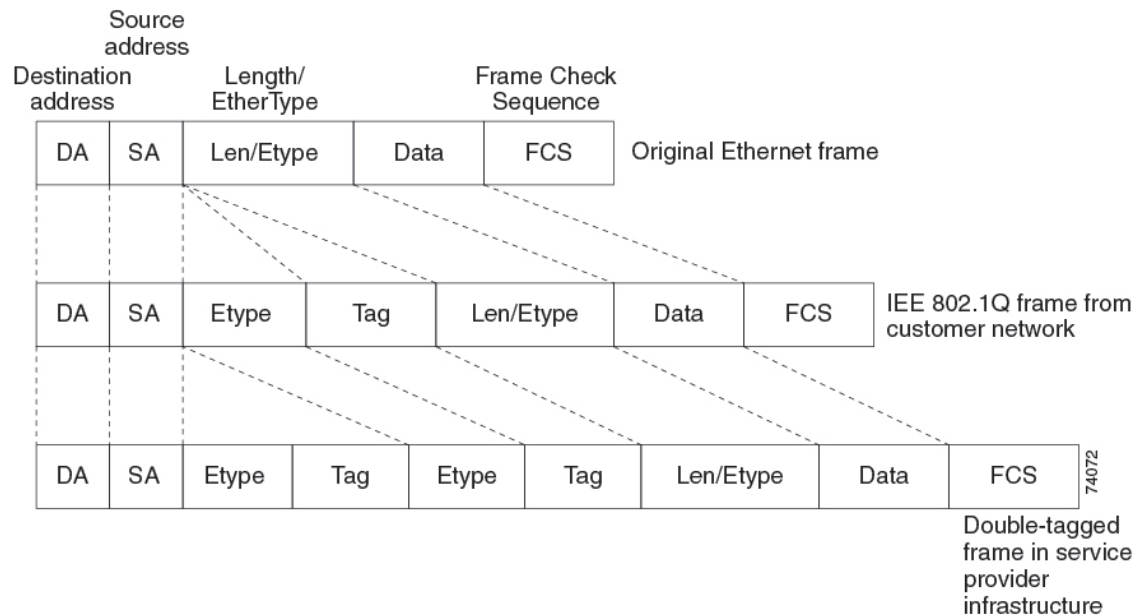 Source
address
Destination
address
Length/
EtherType
Frame Check
Sequence
DA SA Len/Etype Data FCS
Original Ethernet frame
DA SA Etype Tag Len/Etype Data FCS
IEE 802.1Q frame from
customer network
DA SA Etype Tag Etype Tag Len/Etype Data FCS
74072
Double-tagged
frame in service
provider
infrastructure